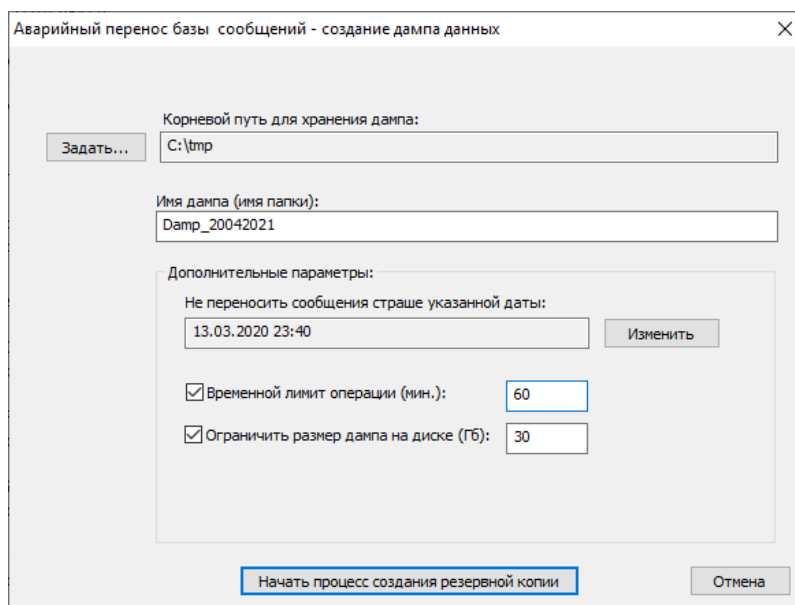 Аварийный перенос базы  сообщений - создание дампа данных
Корневой путь для хранения дампа:
Задать... C:\tmp
Имя дампа (имя папки):
Damp_20042021
Дополнительные параметры:
Не переносить сообщения страше указанной даты:
13.03.2020 23:40 Изменить
Временной лимит операции (мин.): 60
Ограничить размер дампа на диске (Гб): 30
Начать процесс создания резервной копии Отмена